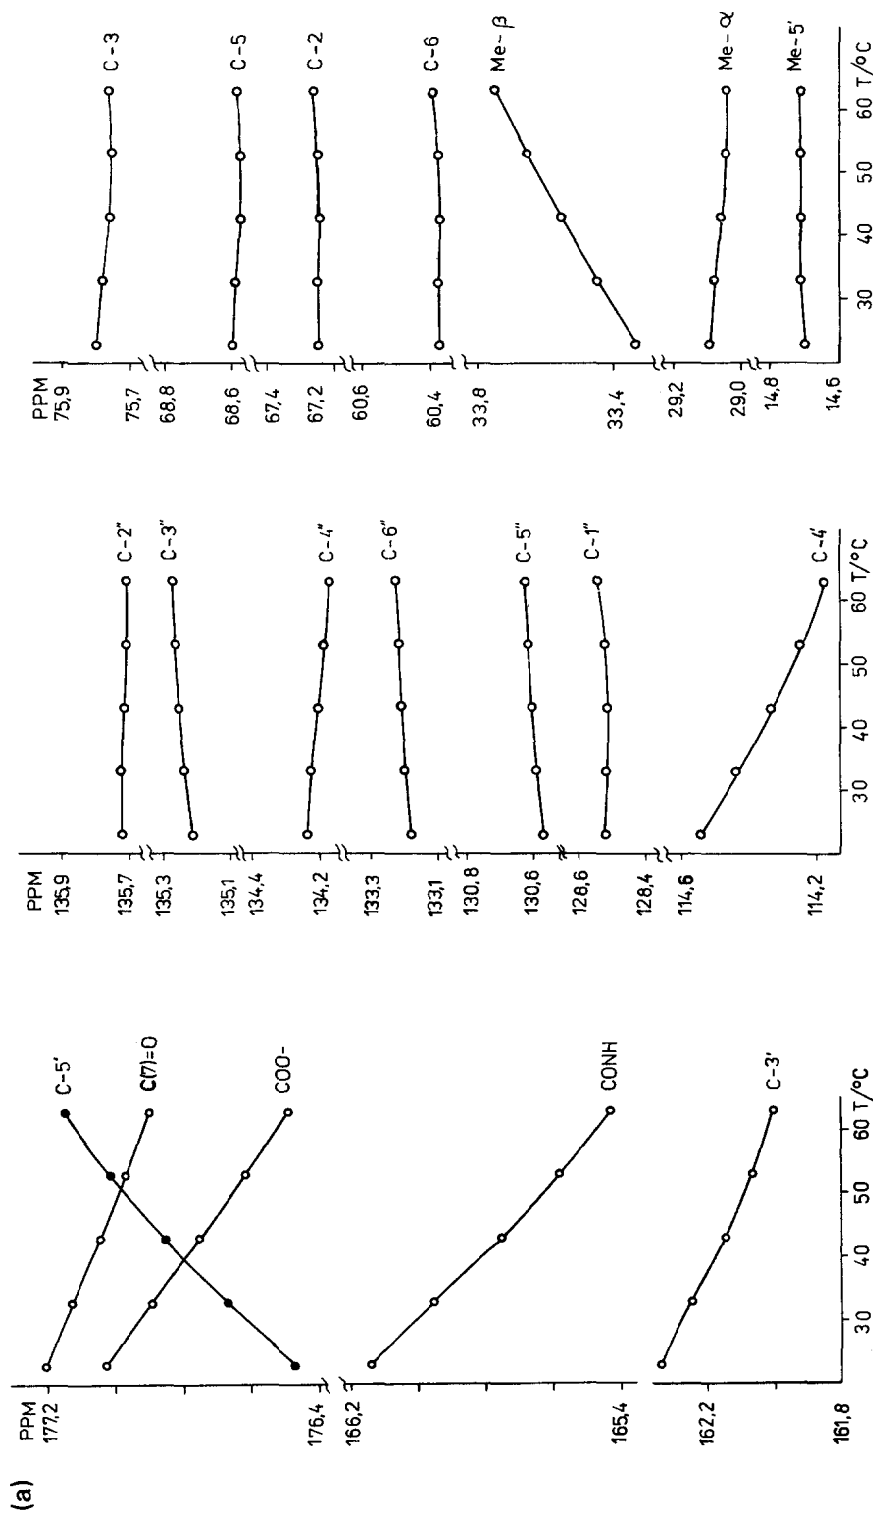 (a)
PPM
177,2
176,4
166,2
165,4
162,2
161,8
C-5'
C(7)=O
COO-
CONH
C-3'
30 40 50 60 T/°C
PPM
135,9
135,7
135,3
135,1
134,4
134,2
133,3
133,1
130,8
130,6
128,6
128,4
114,6
114,2
C-2"
C-3"
C-4"
C-6"
C-5"
C-1"
C-4'
30 40 50 60 T/°C
PPM
75,9
75,7
68,8
68,6
67,4
67,2
60,6
60,4
33,8
33,4
29,2
29,0
14,8
14,6
C-3
C-5
C-2
C-6
Me-β
Me-α
Me-5'
30 40 50 60 T/°C